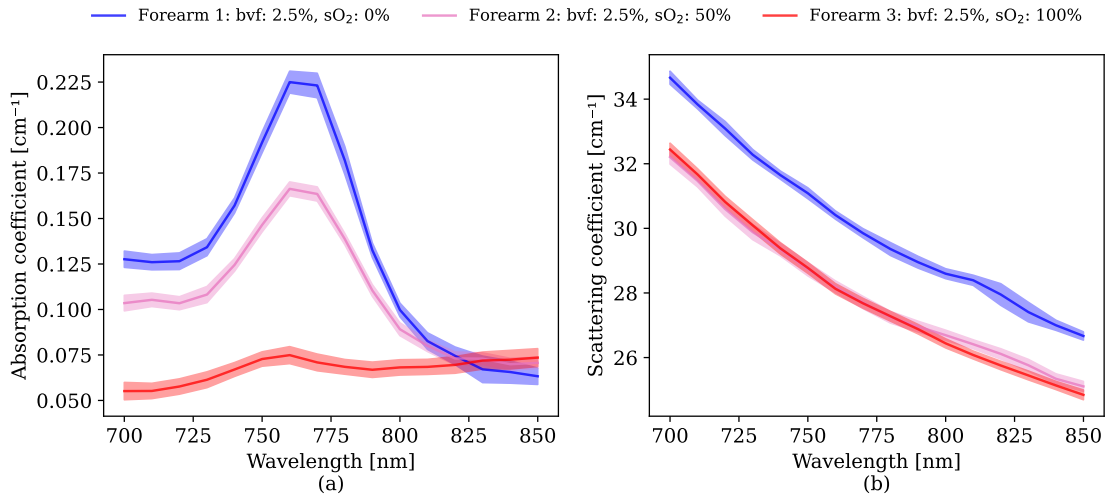 Forearm 1: bvf: 2.5%, sO₂: 0% Forearm 2: bvf: 2.5%, sO₂: 50% Forearm 3: bvf: 2.5%, sO₂: 100%
Absorption coefficient [cm⁻¹]
0.225
0.200
0.175
0.150
0.125
0.100
0.075
0.050
700 725 750 775 800 825 850
Wavelength [nm]
(a)
Scattering coefficient [cm⁻¹]
34
32
30
28
26
700 725 750 775 800 825 850
Wavelength [nm]
(b)